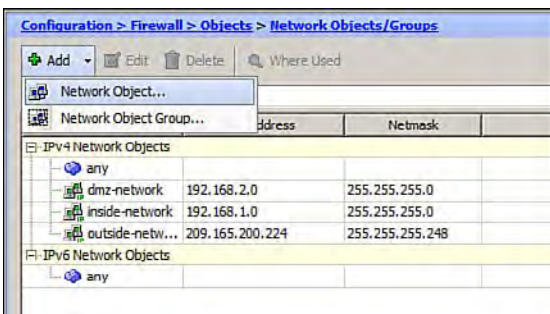 Configuration > Firewall > Objects > Network Objects/Groups
Add Edit Delete Where Used
Network Object...
Network Object Group...
ddress Netmask
IPv4 Network Objects
any
dmz-network 192.168.2.0 255.255.255.0
inside-network 192.168.1.0 255.255.255.0
outside-netw... 209.165.200.224 255.255.255.248
IPv6 Network Objects
any